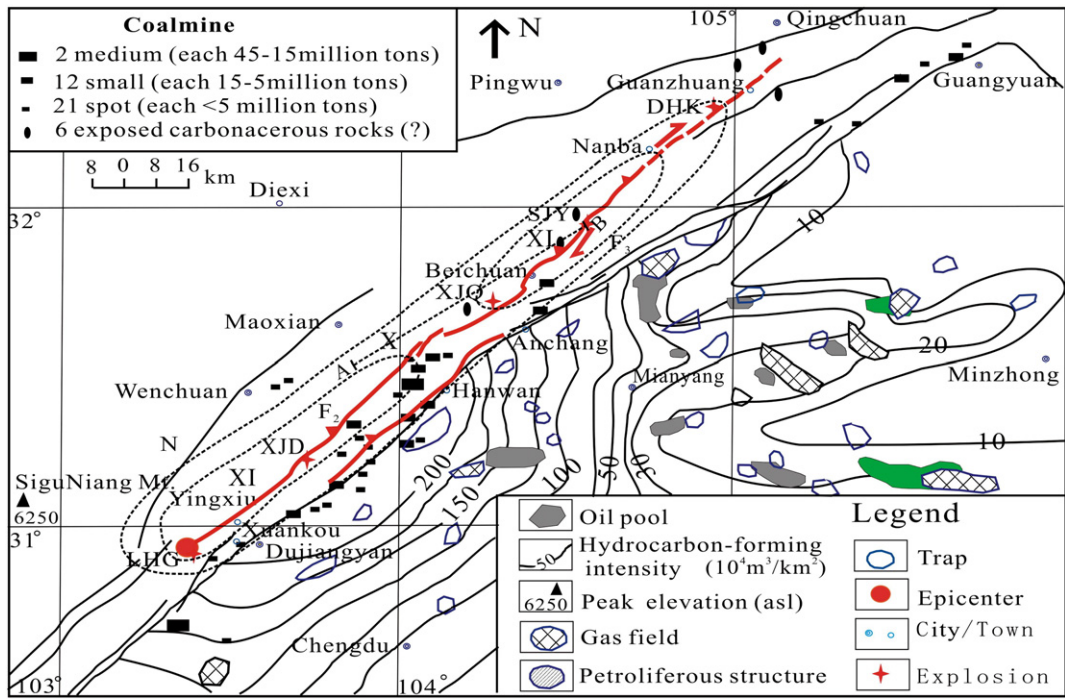 Coalmine
2 medium (each 45-15million tons)
12 small (each 15-5million tons)
21 spot (each <5 million tons)
6 exposed carbonacerous rocks (?)
8 0 8 16
km
N
105°
Qingchuan
Pingwu
Guanzhuang
DHK
Guangyuan
Nanba
Diexi
32°
SJY
B
XI
F3
10
Beichuan
XJQ
Maoxian
X
A1
Anchang
20
Mianyang
Minzhong
Wenchuan
Hanwan
F2
10
N
XJD
200
150
100
50
30
XI
SiguNiang Mt.
Yingxiu
6250
31°
Xuankou
LHG
Dujiangyan
Chengdu
103°
104°
Legend
Oil pool
50
Hydrocarbon-forming
intensity (10⁴m³/km²)
6250
Peak elevation (asl)
Gas field
Petroliferous structure
Trap
Epicenter
City/Town
Explosion